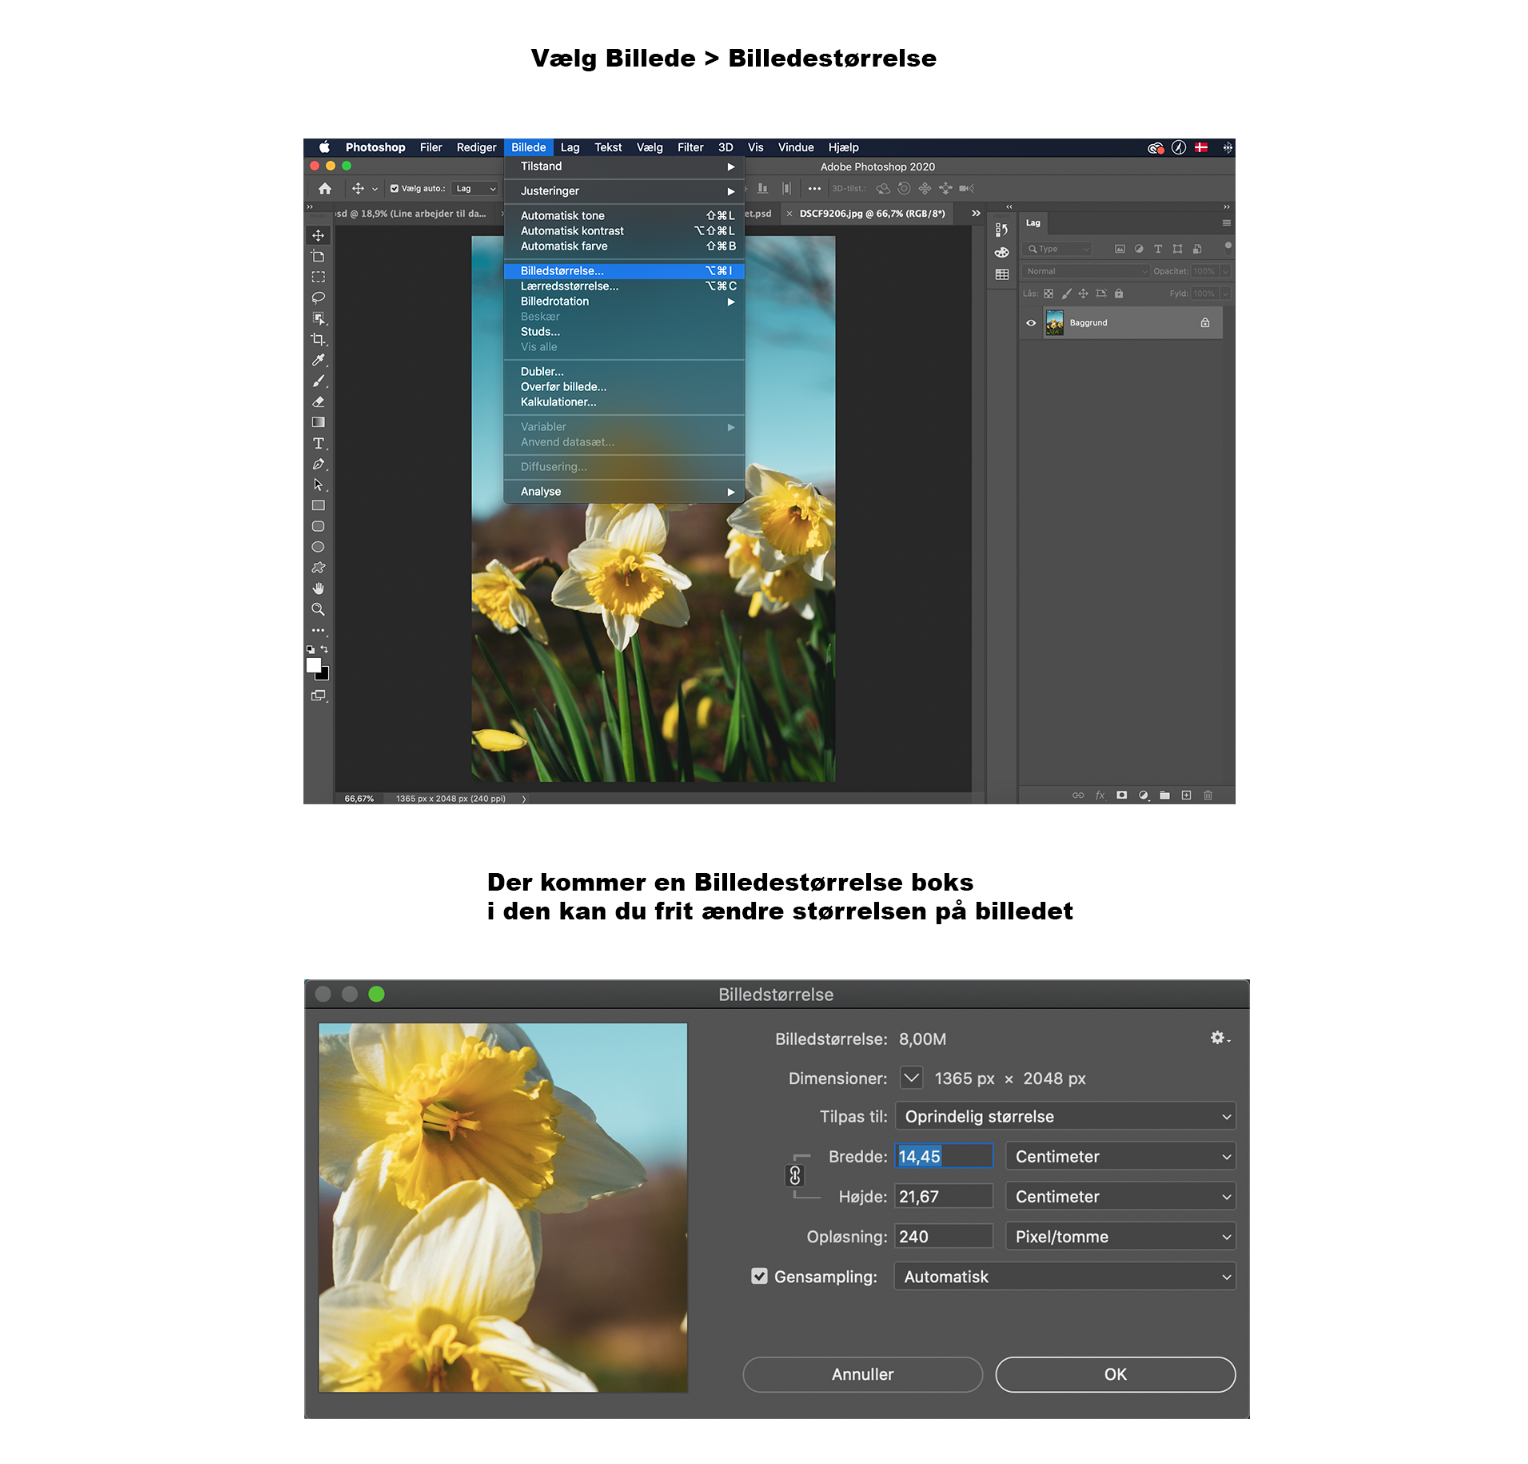 Vælg Billede > Billedestørrelse
Photoshop Filer Rediger Billede Lag Tekst Vælg Filter 3D Vis Vindue Hjælp
Adobe Photoshop 2020
Vælg auto.: Lag 3D-tilst.:
sd @ 18,9% (Line arbejder til da... et.psd × DSCF9206.jpg @ 66,7% (RGB/8*)
Tilstand
Justeringer
Automatisk tone ⇧⌘L
Automatisk kontrast ⌥⇧⌘L
Automatisk farve ⇧⌘B
Billedstørrelse... ⌥⌘I
Lærredsstørrelse... ⌥⌘C
Billedrotation
Beskær
Studs...
Vis alle
Dubler...
Overfør billede...
Kalkulationer...
Variabler
Anvend datasæt...
Diffusering...
Analyse
Lag
Type
Normal Opacitet: 100%
Lås: Fyld: 100%
Baggrund
66,67% 1365 px x 2048 px (240 ppi)
fx
Der kommer en Billedestørrelse boks
i den kan du frit ændre størrelsen på billedet
Billedstørrelse
Billedstørrelse: 8,00M
Dimensioner: 1365 px × 2048 px
Tilpas til: Oprindelig størrelse
Bredde: 14,45 Centimeter
Højde: 21,67 Centimeter
Opløsning: 240 Pixel/tomme
Gensampling: Automatisk
Annuller OK